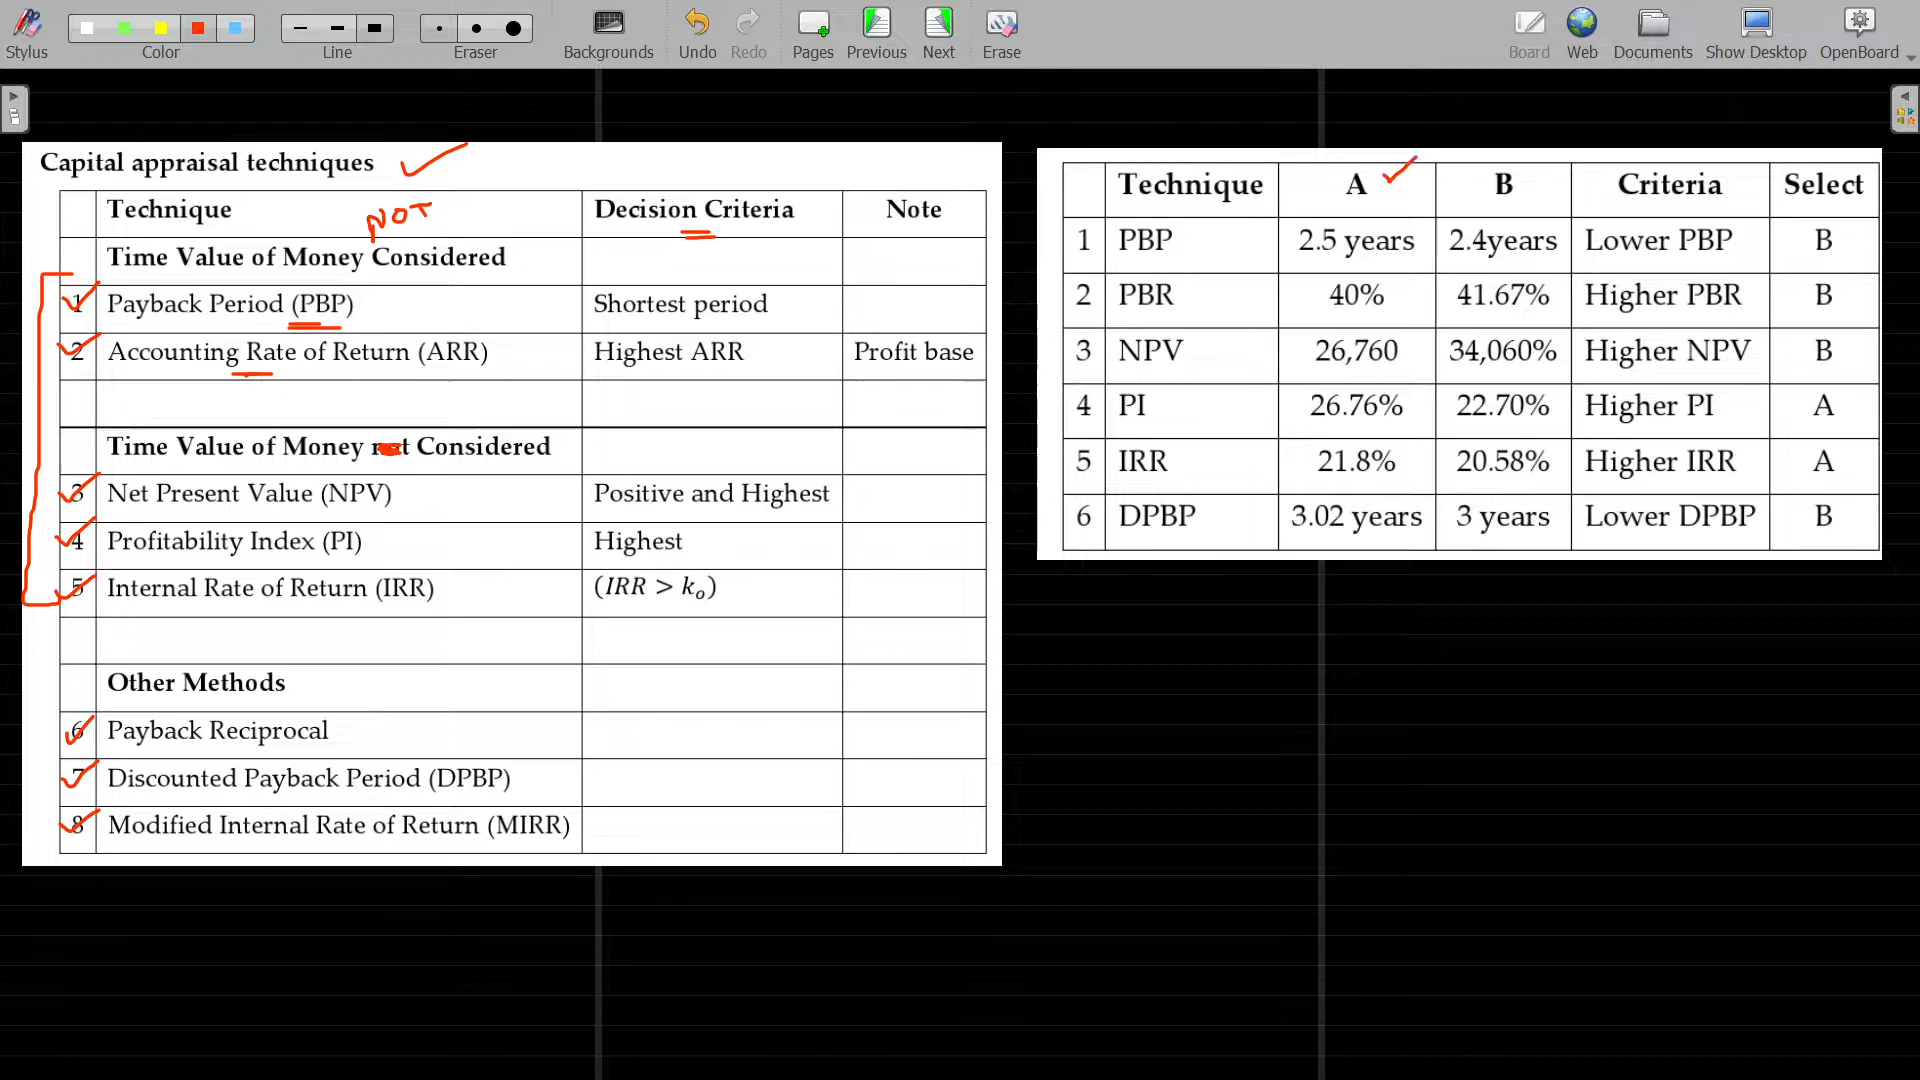 Stylus
Color
Line
Eraser
Backgrounds
Undo
Redo
Pages
Previous
Next
Erase
Board
Web
Documents
Show Desktop
OpenBoard
Capital appraisal techniques
Technique Decision Criteria Note
NOT
Time Value of Money Considered
1 Payback Period (PBP) Shortest period
2 Accounting Rate of Return (ARR) Highest ARR Profit base
Time Value of Money not Considered
3 Net Present Value (NPV) Positive and Highest
4 Profitability Index (PI) Highest
5 Internal Rate of Return (IRR) (IRR > kₒ)
Other Methods
6 Payback Reciprocal
7 Discounted Payback Period (DPBP)
8 Modified Internal Rate of Return (MIRR)
Technique A B Criteria Select
1 PBP 2.5 years 2.4years Lower PBP B
2 PBR 40% 41.67% Higher PBR B
3 NPV 26,760 34,060% Higher NPV B
4 PI 26.76% 22.70% Higher PI A
5 IRR 21.8% 20.58% Higher IRR A
6 DPBP 3.02 years 3 years Lower DPBP B